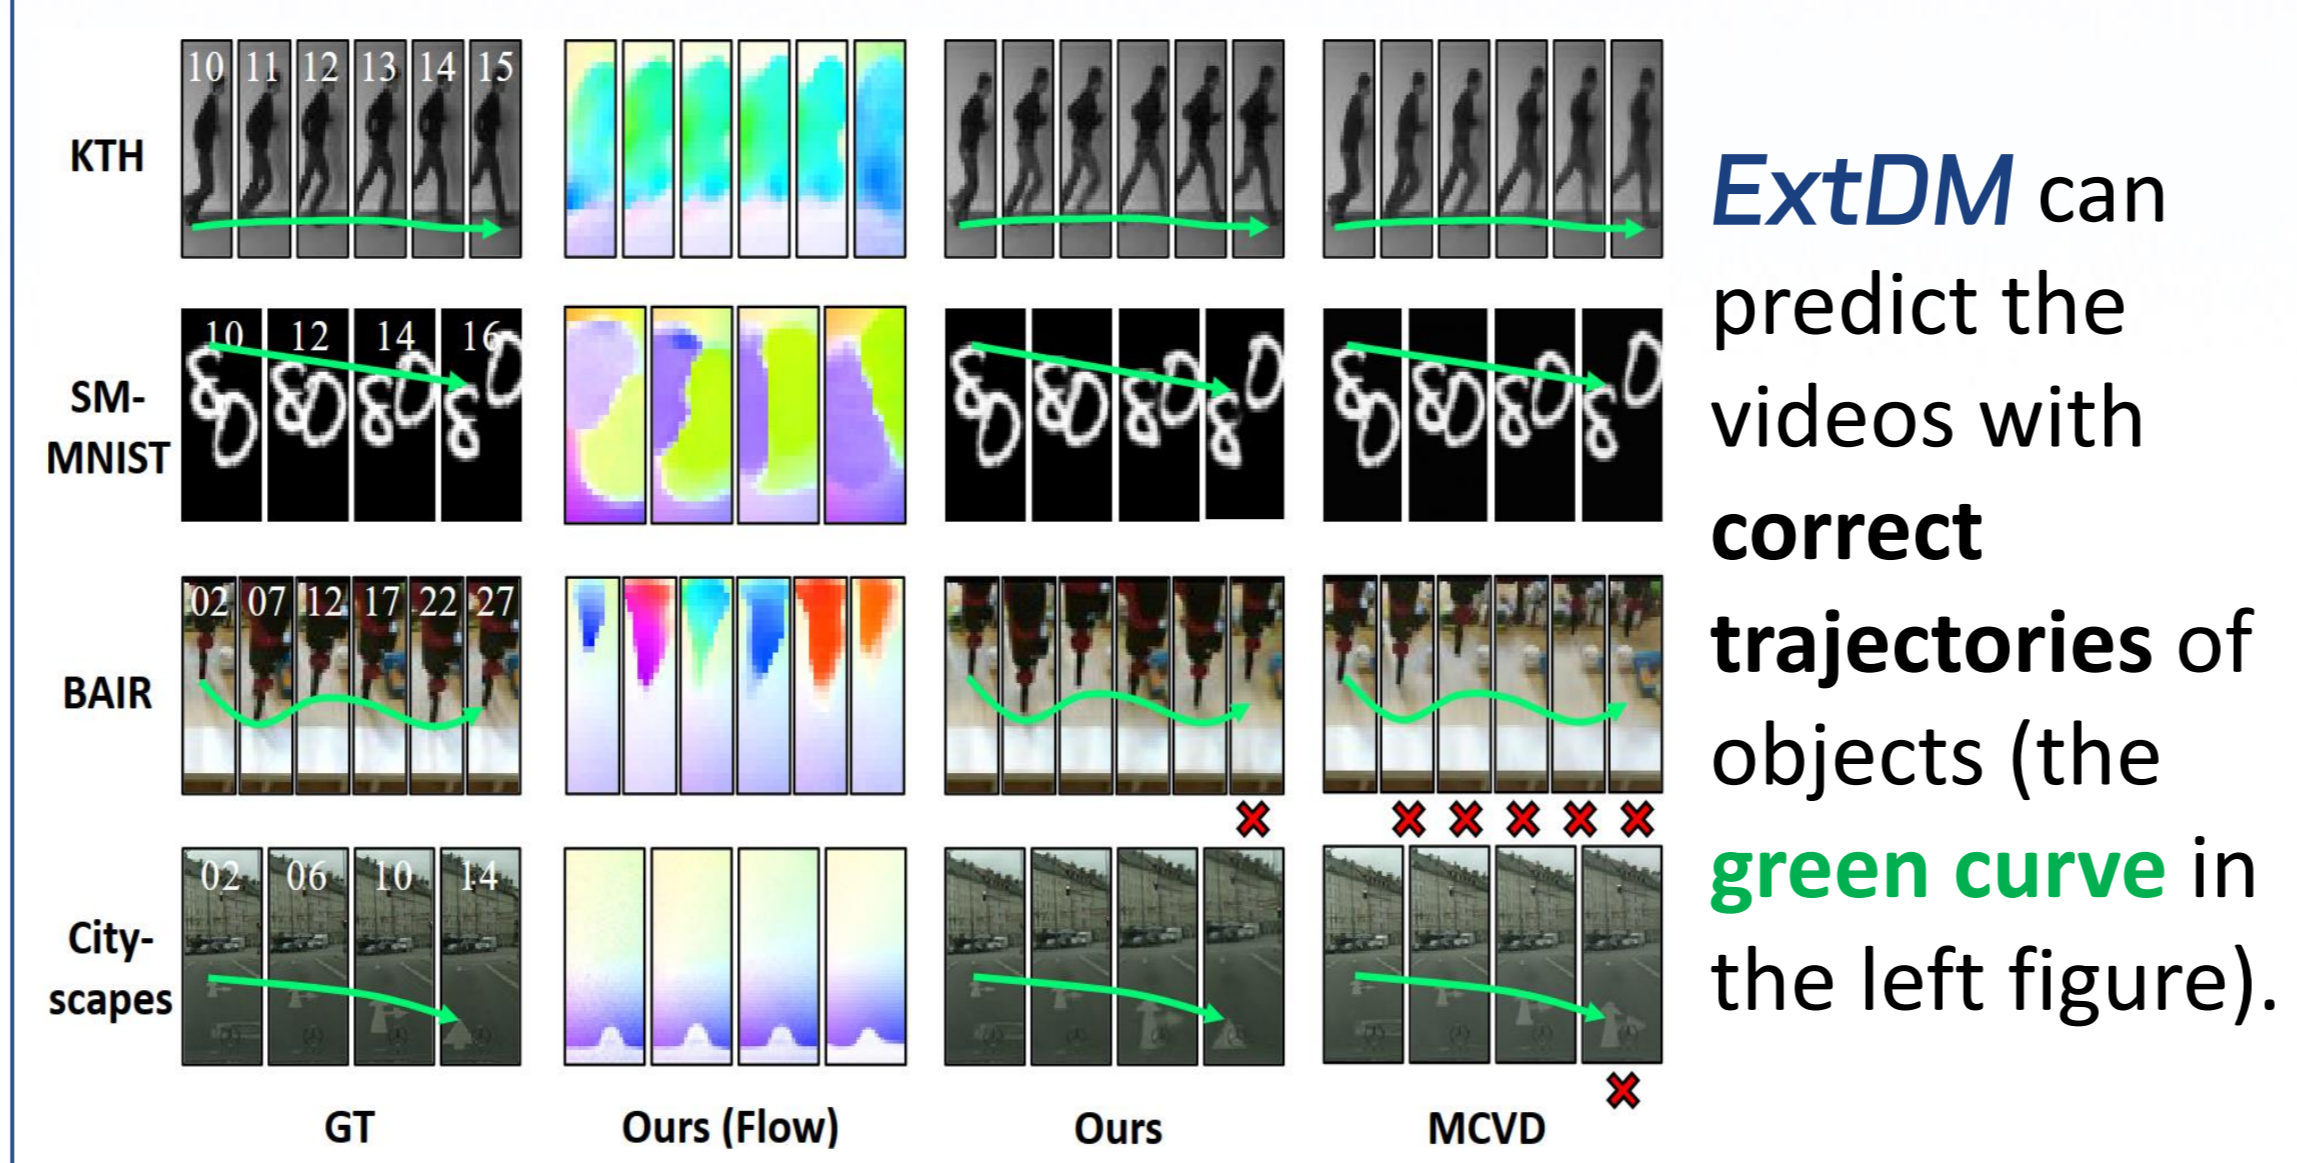 KTH
10 11 12 13 14 15
SM-
MNIST
10 12 14 16
BAIR
02 07 12 17 22 27
City-
scapes
02 06 10 14
GT
Ours (Flow)
Ours
MCVD
ExtDM can
predict the
videos with
correct
trajectories of
objects (the
green curve in
the left figure).